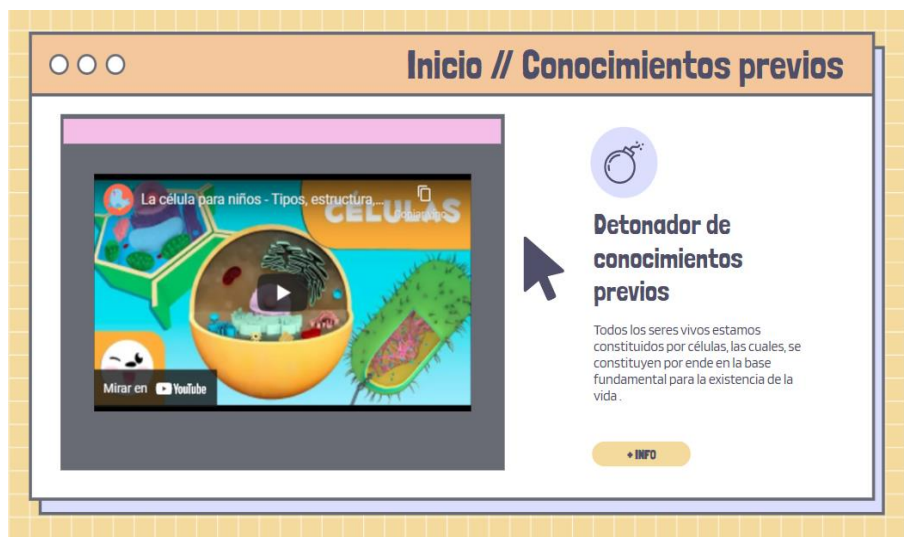 Inicio // Conocimientos previos
La célula para niños - Tipos, estructura,...
CÉLULAS
Mirar en YouTube
Detonador de
conocimientos
previos
Todos los seres vivos estamos
constituidos por células, las cuales, se
constituyen por ende en la base
fundamental para la existencia de la
vida .
+ INFO